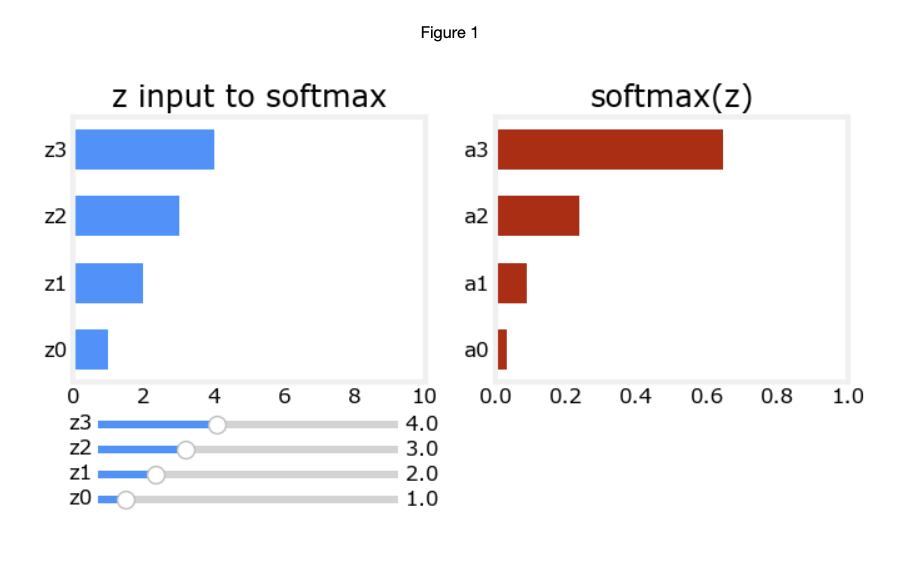 Figure 1
z input to softmax
z3
z2
z1
z0
0 2 4 6 8 10
softmax(z)
a3
a2
a1
a0
0.0 0.2 0.4 0.6 0.8 1.0
z3 4.0
z2 3.0
z1 2.0
z0 1.0